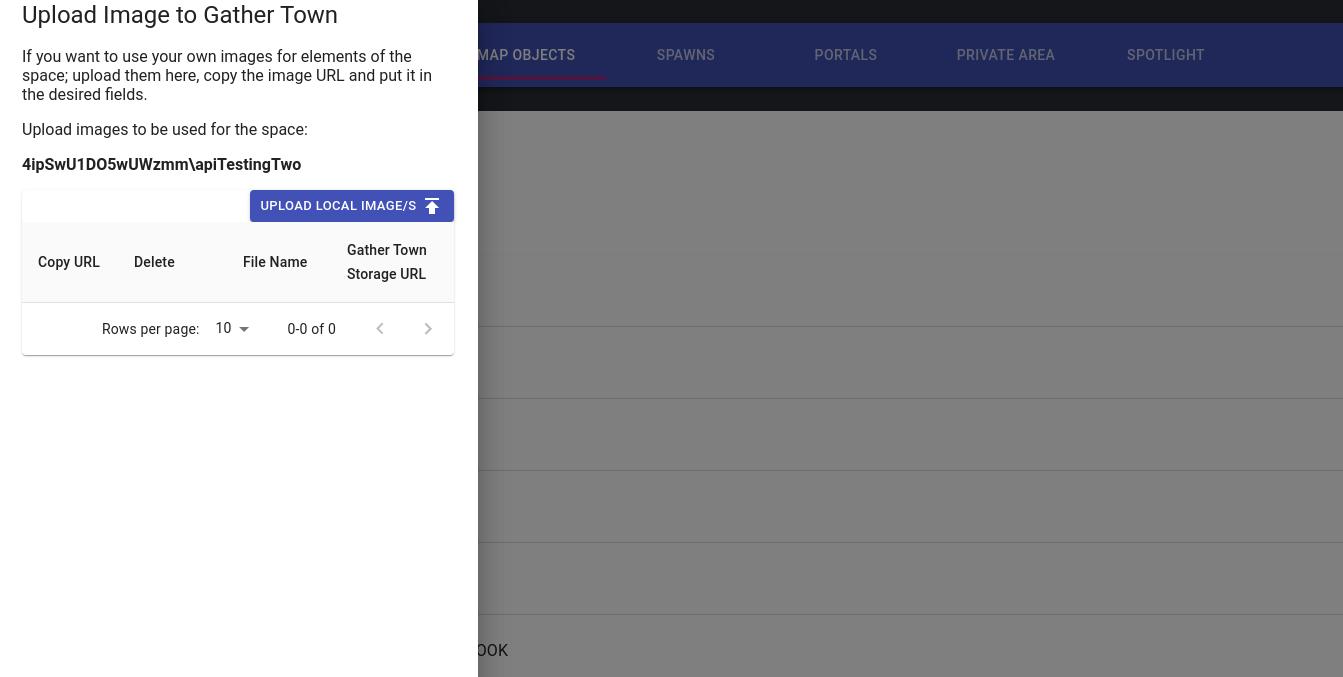 Upload Image to Gather Town
If you want to use your own images for elements of the
space; upload them here, copy the image URL and put it in
the desired fields.
Upload images to be used for the space:
4ipSwU1DO5wUWzmm\apiTestingTwo
UPLOAD LOCAL IMAGE/S
Copy URL Delete File Name Gather Town
Storage URL
Rows per page: 10 0-0 of 0
MAP OBJECTS SPAWNS PORTALS PRIVATE AREA SPOTLIGHT
OOK